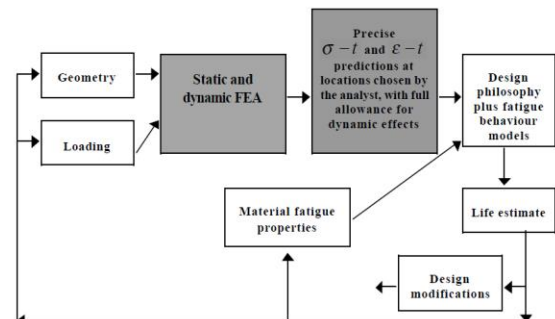 Geometry
Loading
Static and
dynamic FEA
Precise
σ – t and ε – t
predictions at
locations chosen by
the analyst, with full
allowance for
dynamic effects
Design
philosophy
plus fatigue
behaviour
models
Material fatigue
properties
Life estimate
Design
modifications